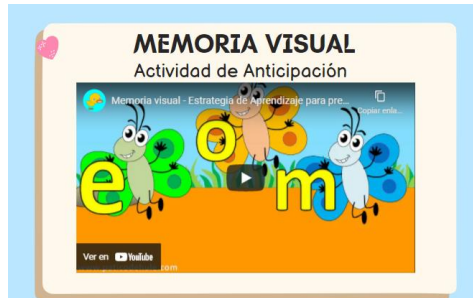 MEMORIA VISUAL
Actividad de Anticipación
Memoria visual - Estrategia de Aprendizaje para pre...
Copiar enla...
e o m
Ver en YouTube